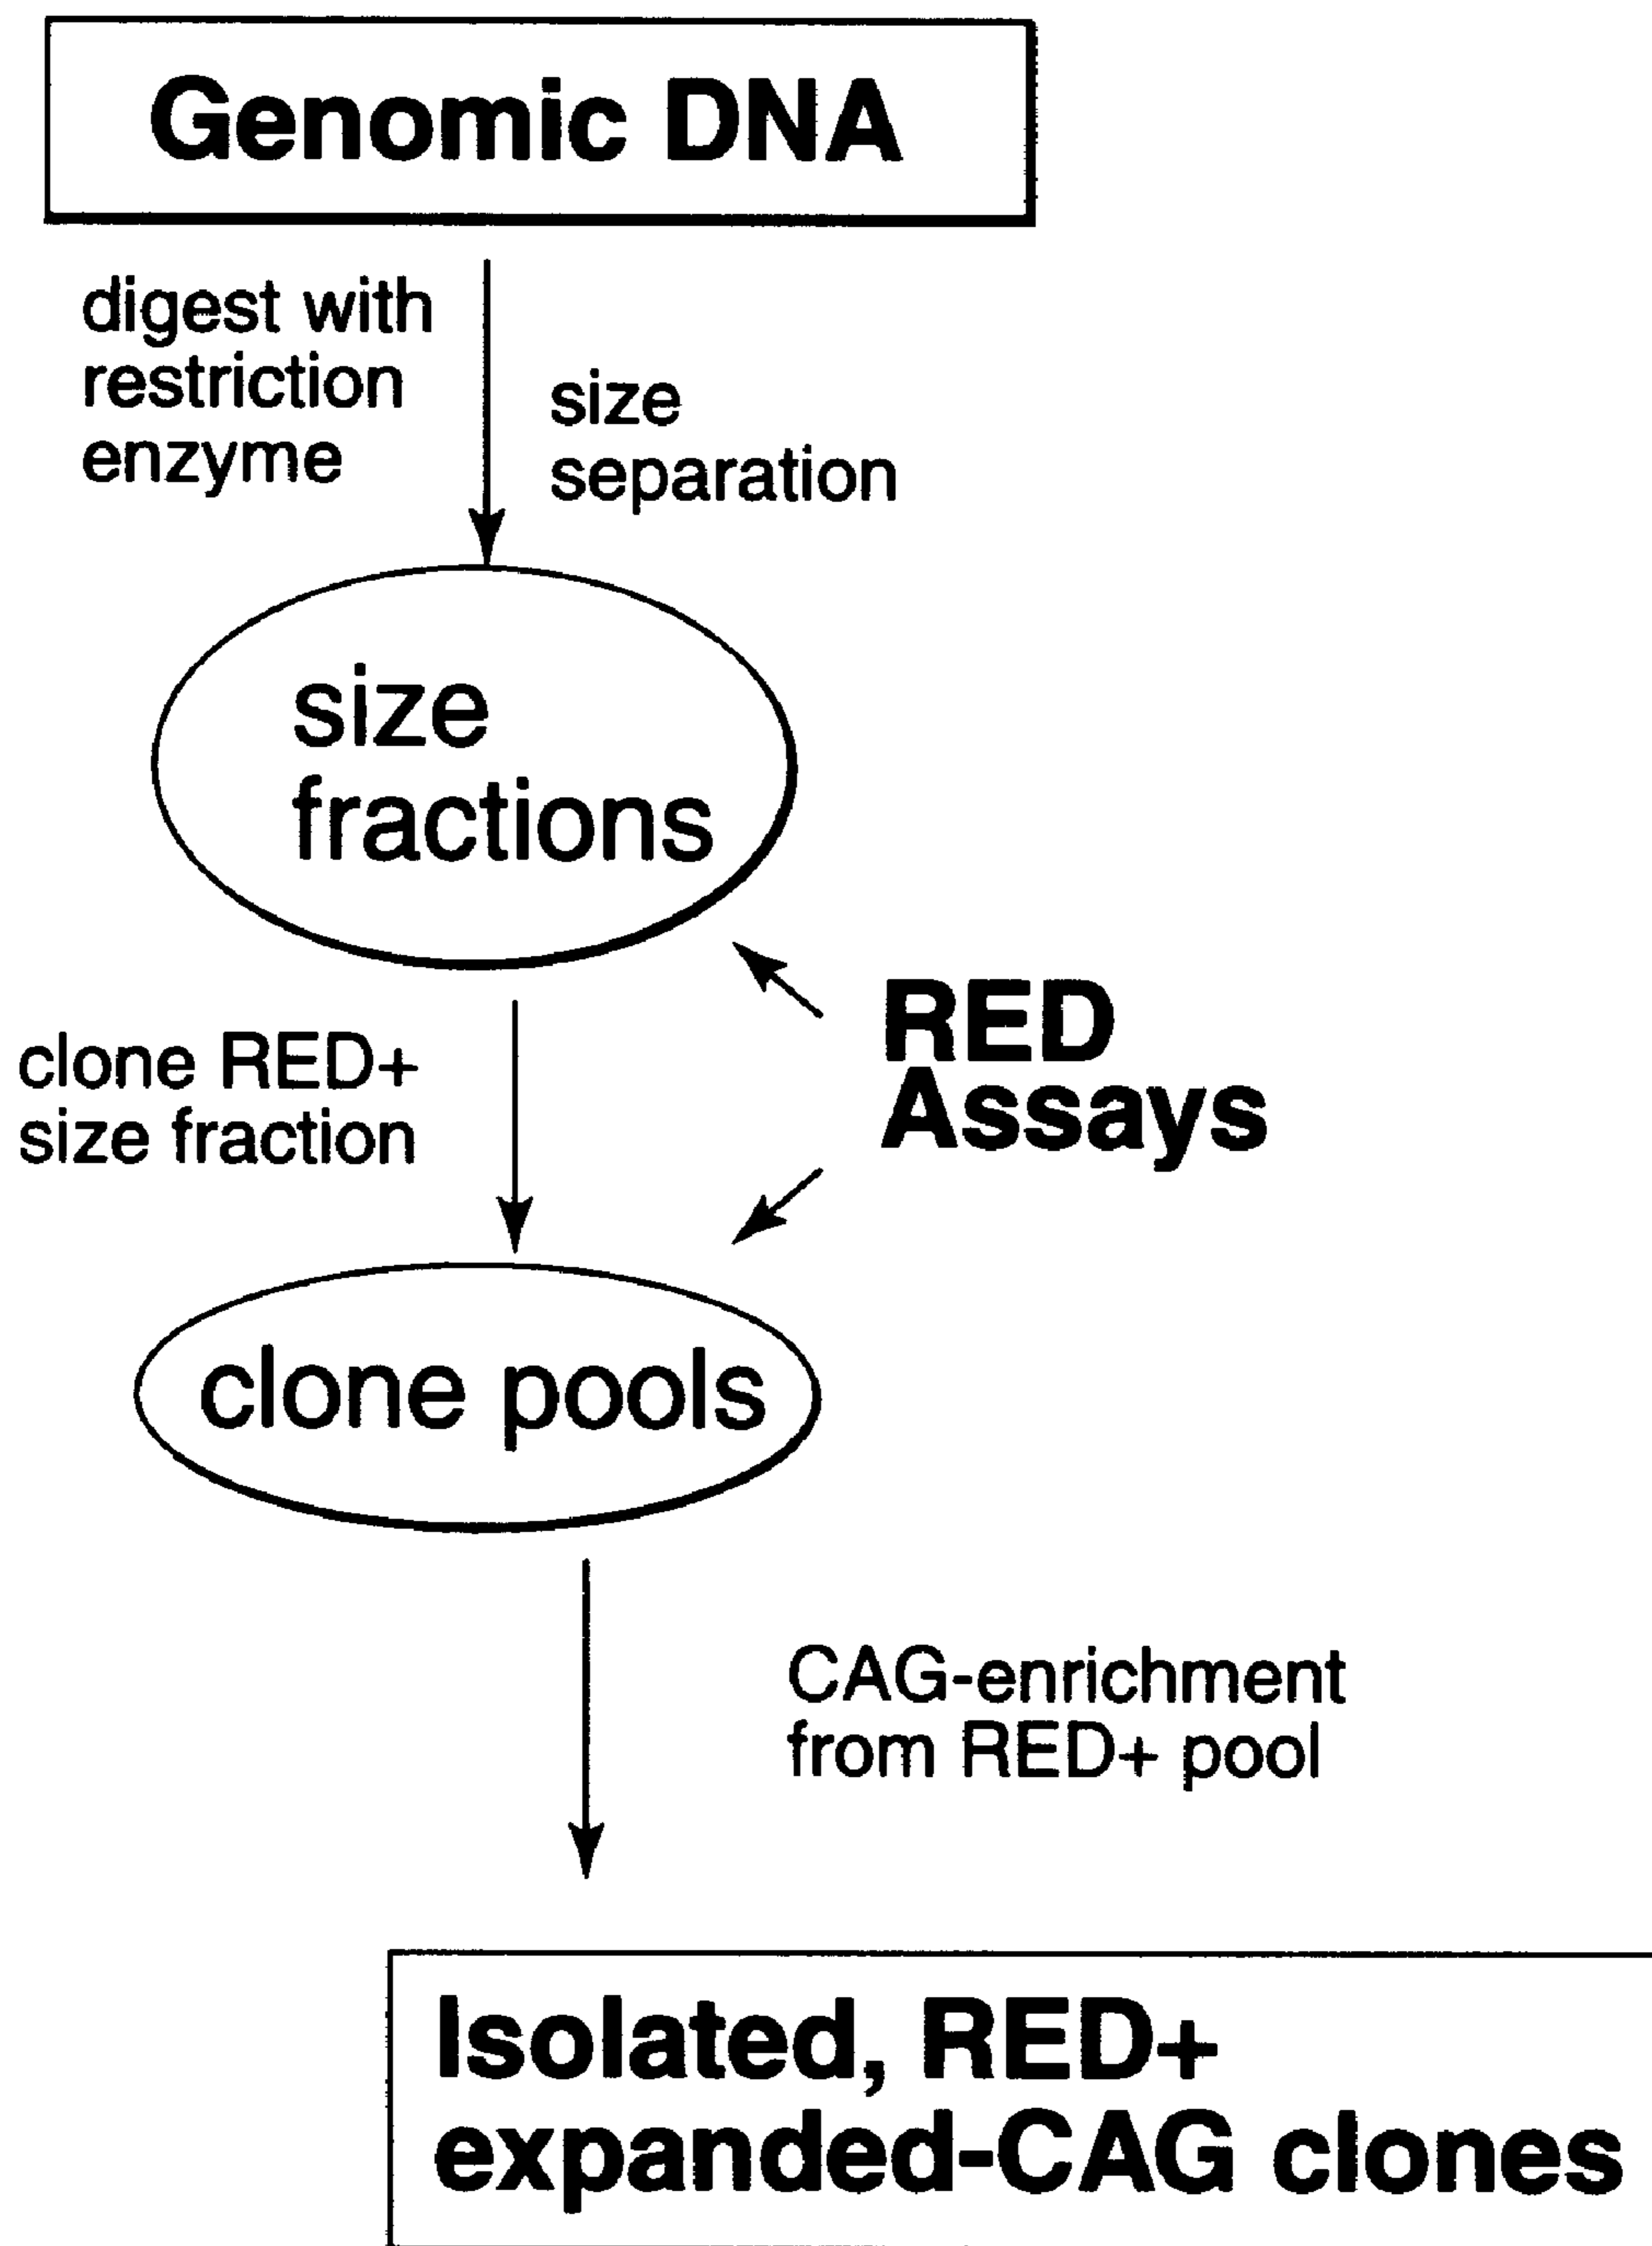 Genomic DNA
digest with
restriction
enzyme
size
separation
size
fractions
clone RED+
size fraction
RED
Assays
clone pools
CAG-enrichment
from RED+ pool
Isolated, RED+
expanded-CAG clones